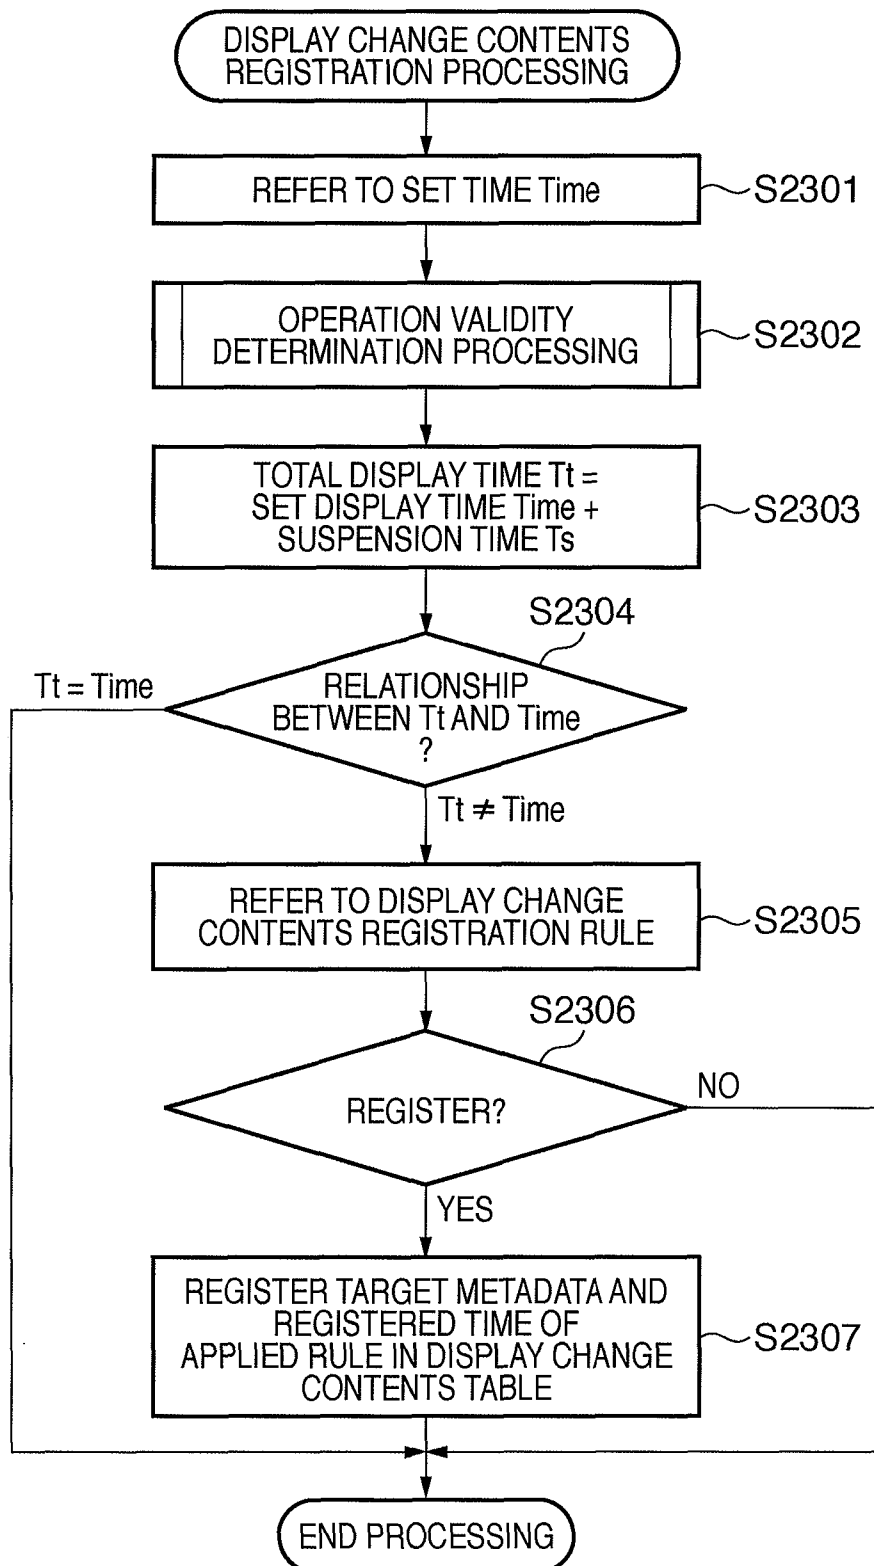 DISPLAY CHANGE CONTENTS
REGISTRATION PROCESSING
REFER TO SET TIME Time
S2301
OPERATION VALIDITY
DETERMINATION PROCESSING
S2302
TOTAL DISPLAY TIME Tt =
SET DISPLAY TIME Time +
SUSPENSION TIME Ts
S2303
S2304
Tt = Time
RELATIONSHIP
BETWEEN Tt AND Time
?
Tt ≠ Time
REFER TO DISPLAY CHANGE
CONTENTS REGISTRATION RULE
S2305
S2306
REGISTER?
NO
YES
REGISTER TARGET METADATA AND
REGISTERED TIME OF
APPLIED RULE IN DISPLAY CHANGE
CONTENTS TABLE
S2307
END PROCESSING